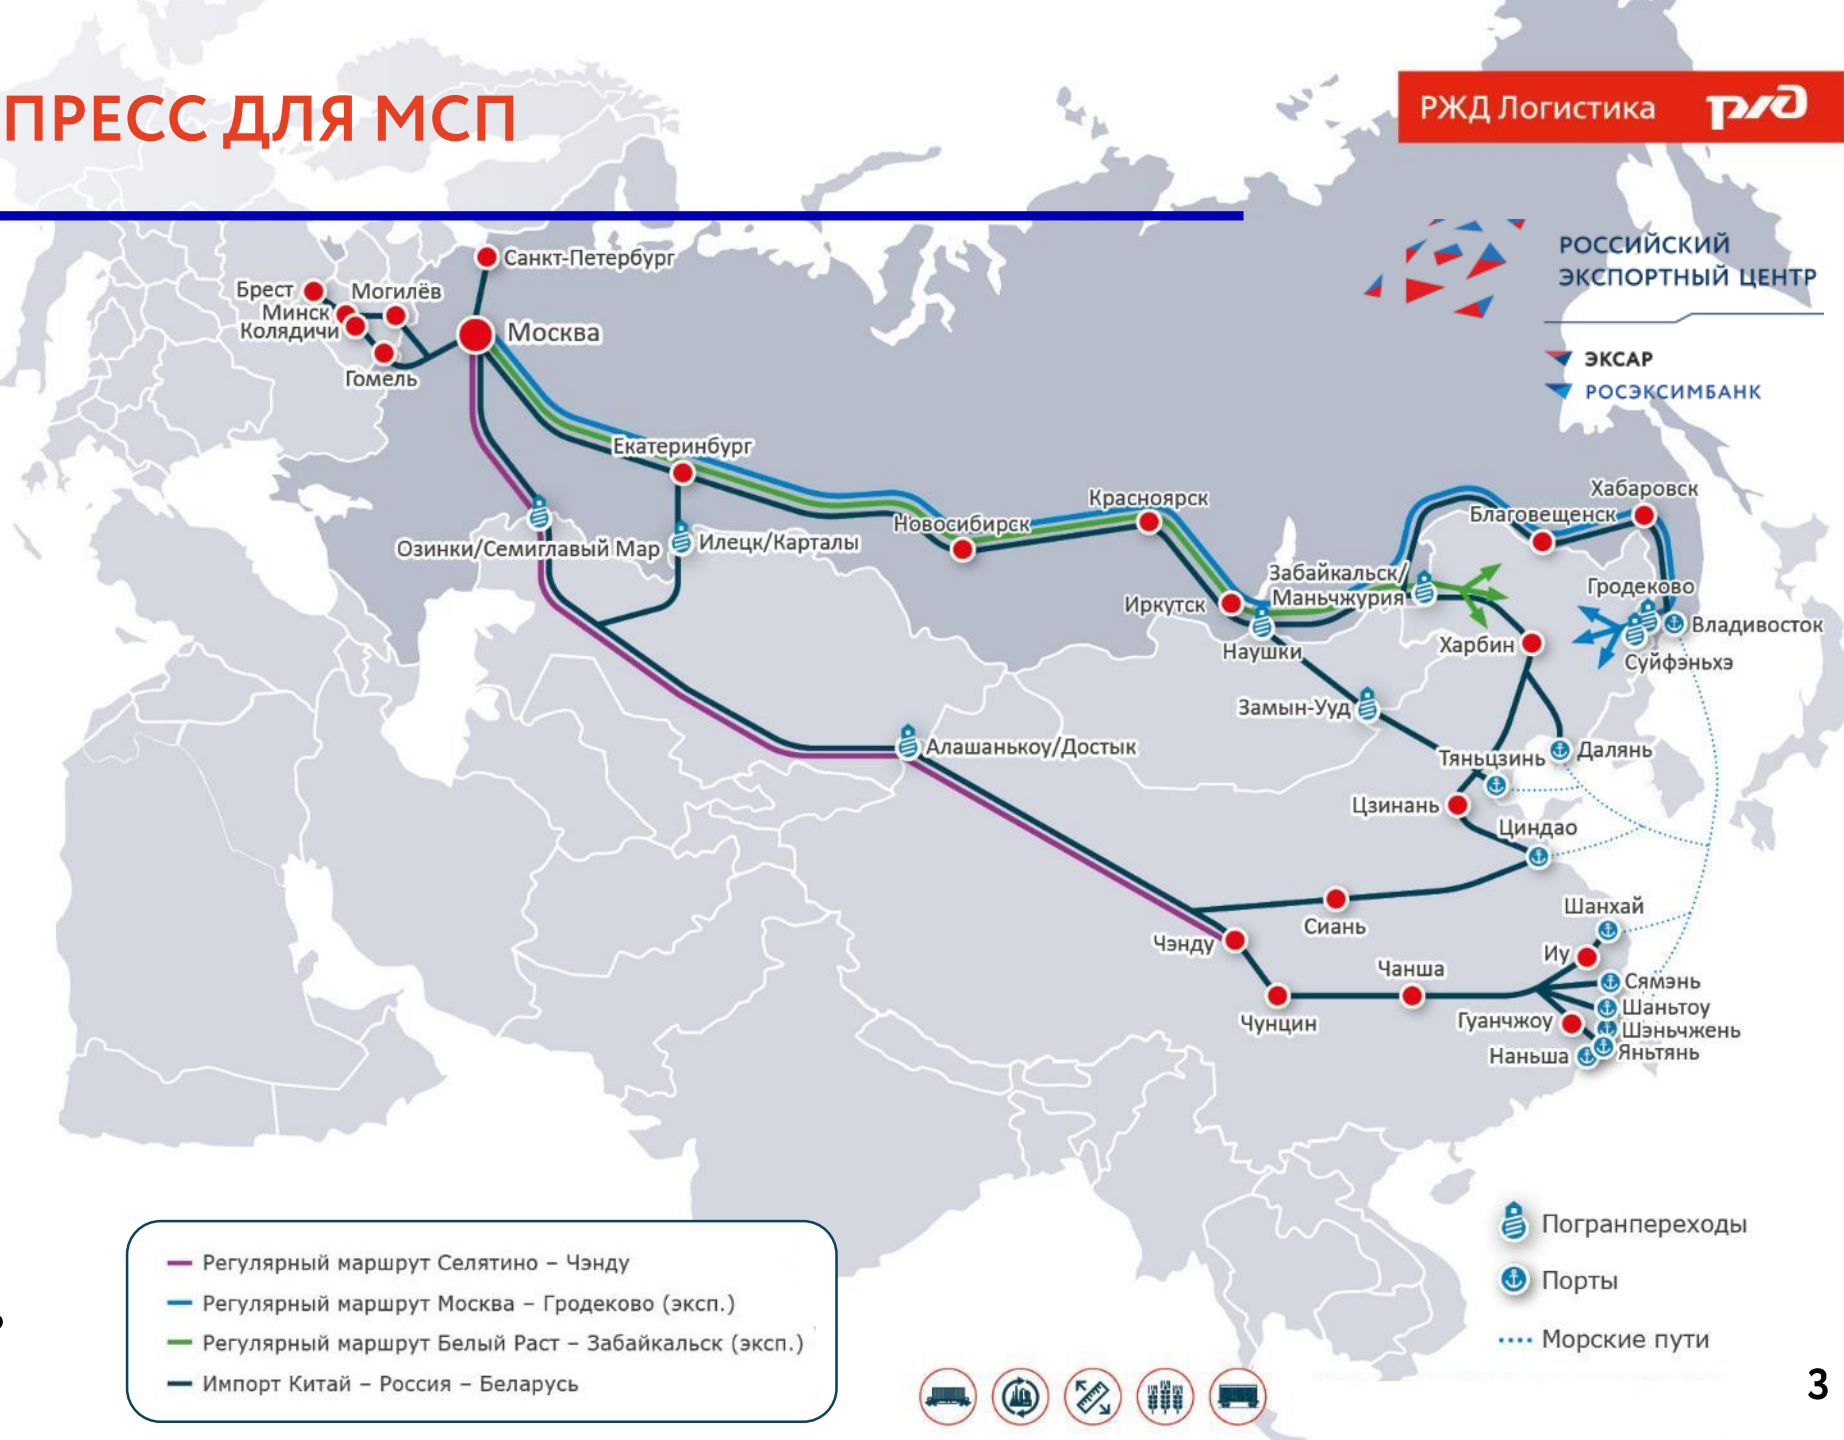 ПРЕСС ДЛЯ МСП
РЖД Логистика
РОССИЙСКИЙ
ЭКСПОРТНЫЙ ЦЕНТР
ЭКСАР
РОСЭКСИМБАНК
Санкт-Петербург
Брест
Могилёв
Минск
Колядичи
Москва
Гомель
Екатеринбург
Красноярск
Хабаровск
Новосибирск
Благовещенск
Озинки/Семиглавый Мар
Илецк/Карталы
Забайкальск/
Маньчжурия
Гродеково
Иркутск
Владивосток
Наушки
Харбин
Суйфэньхэ
Замын-Ууд
Алашанькоу/Достык
Тяньцзинь
Далянь
Цзинань
Циндао
Шанхай
Сиань
Чэнду
Иу
Чанша
Сямэнь
Шаньтоу
Чунцин
Гуанчжоу
Шэньчжень
Наньша
Яньтянь
Регулярный маршрут Селятино – Чэнду
Регулярный маршрут Москва – Гродеково (эксп.)
Регулярный маршрут Белый Раст – Забайкальск (эксп.)
Импорт Китай – Россия – Беларусь
Погранпереходы
Порты
Морские пути
3